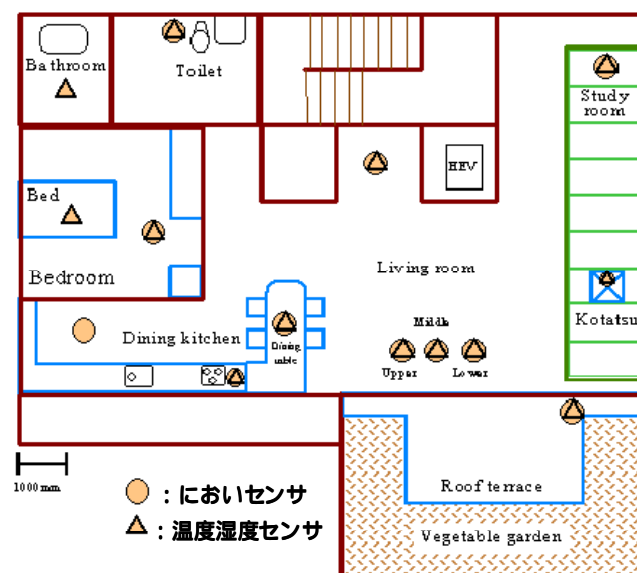 Bathroom
Toilet
Study
room
HEV
Bed
Bedroom
Living room
Kotatsu
Dining kitchen
Dining
table
Middle
Upper
Lower
1000mm
：においセンサ
：温度湿度センサ
Roof terrace
Vegetable garden